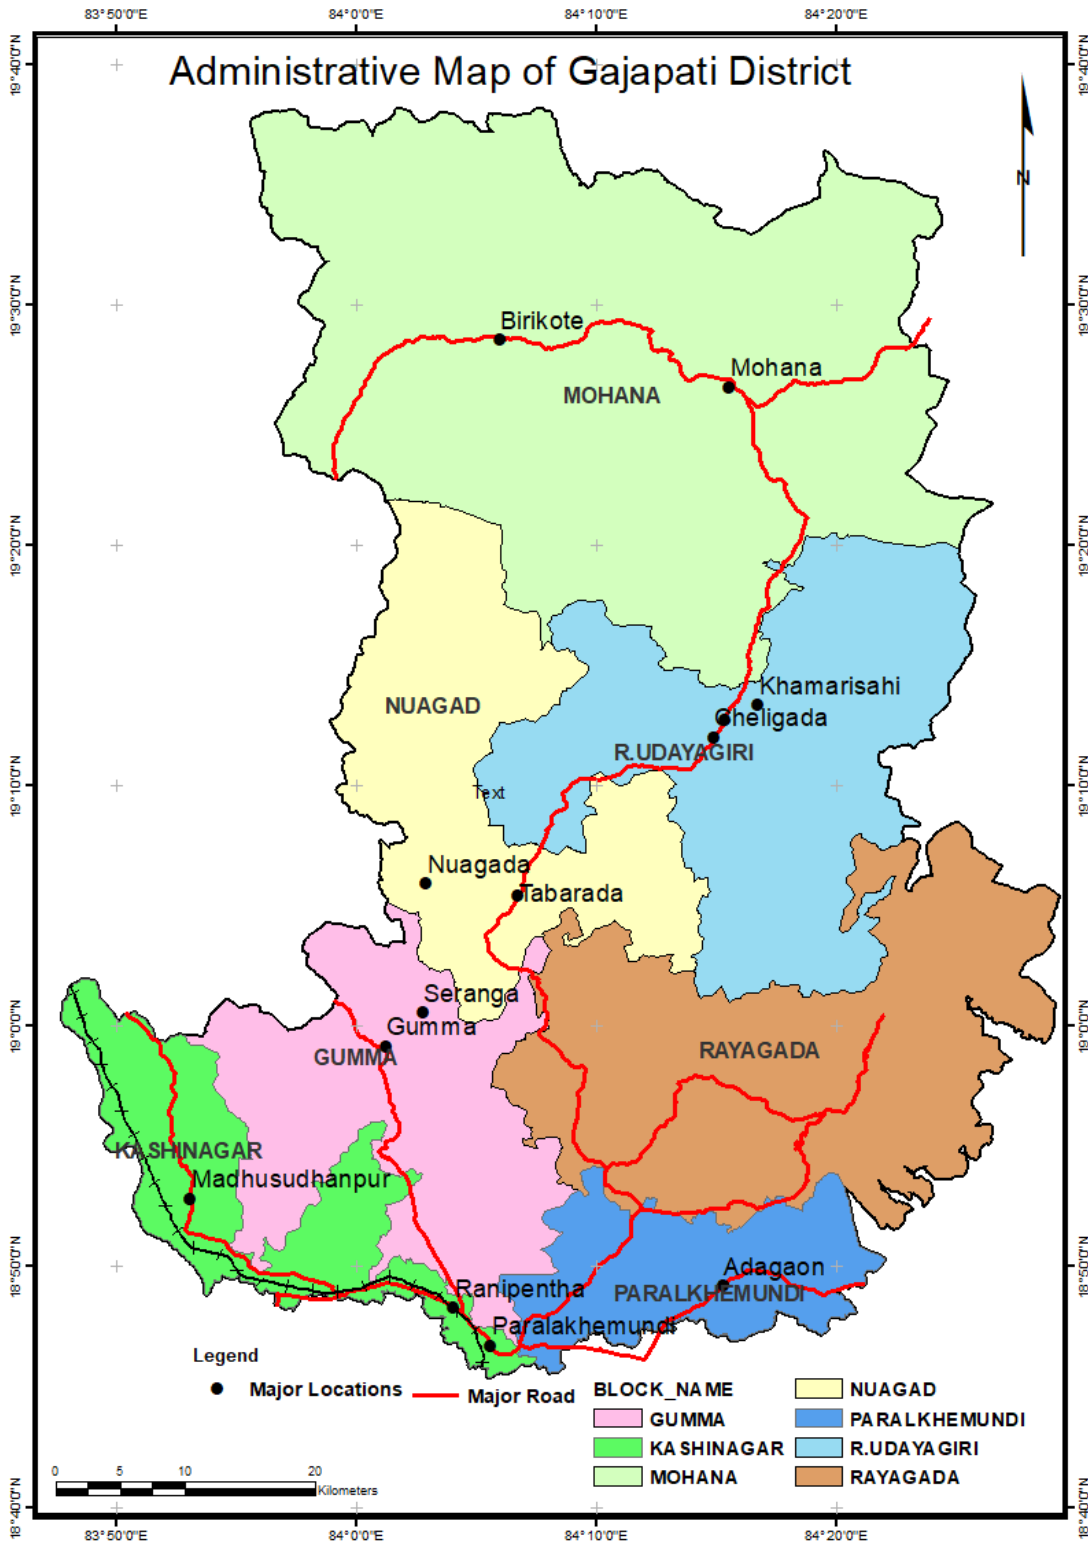 83°50'0"E 84°0'0"E 84°10'0"E 84°20'0"E
Administrative Map of Gajapati District
19°40'0"N 19°40'0"N
N
19°30'0"N 19°30'0"N
Birikote
Mohana
MOHANA
19°20'0"N 19°20'0"N
Khamarisahi
NUAGAD
Cheligada
R.UDAYAGIRI
19°10'0"N 19°10'0"N
Text
Nuagada
Tabarada
Seranga
19°0'0"N 19°0'0"N
Gumma
GUMMA
RAYAGADA
KASHINAGAR
Madhusudhanpur
18°50'0"N 18°50'0"N
Adagaon
Ranipentha
PARALKHEMUNDI
Paralakhemundi
Legend
Major Locations
Major Road
BLOCK_NAME
GUMMA
KASHINAGAR
MOHANA
NUAGAD
PARALKHEMUNDI
R.UDAYAGIRI
RAYAGADA
0 5 10 20
Kilometers
18°40'0"N 18°40'0"N
83°50'0"E 84°0'0"E 84°10'0"E 84°20'0"E